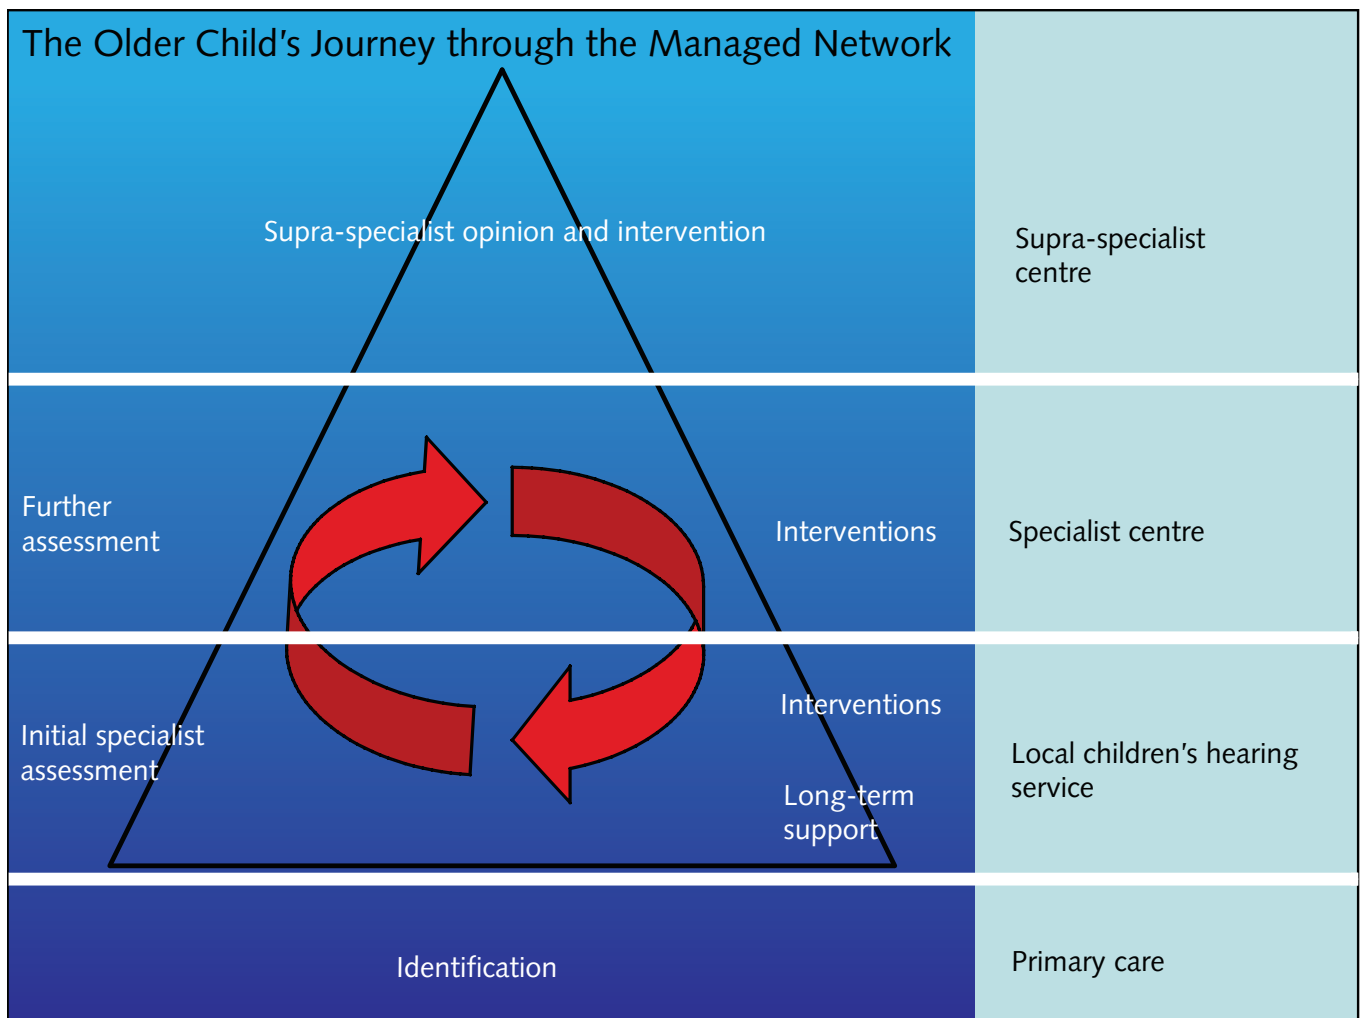 The Older Child's Journey through the Managed Network
Supra-specialist opinion and intervention
Supra-specialist
centre
Further
assessment
Interventions
Specialist centre
Initial specialist
assessment
Interventions
Long-term
support
Local children's hearing
service
Identification
Primary care